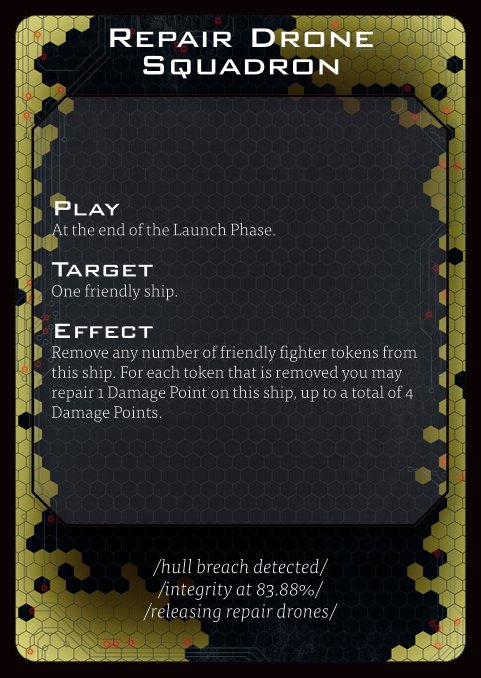 Repair Drone
Squadron
Play
At the end of the Launch Phase.
Target
One friendly ship.
Effect
Remove any number of friendly fighter tokens from
this ship. For each token that is removed you may
repair 1 Damage Point on this ship, up to a total of 4
Damage Points.
/hull breach detected/
/integrity at 83.88%/
/releasing repair drones/